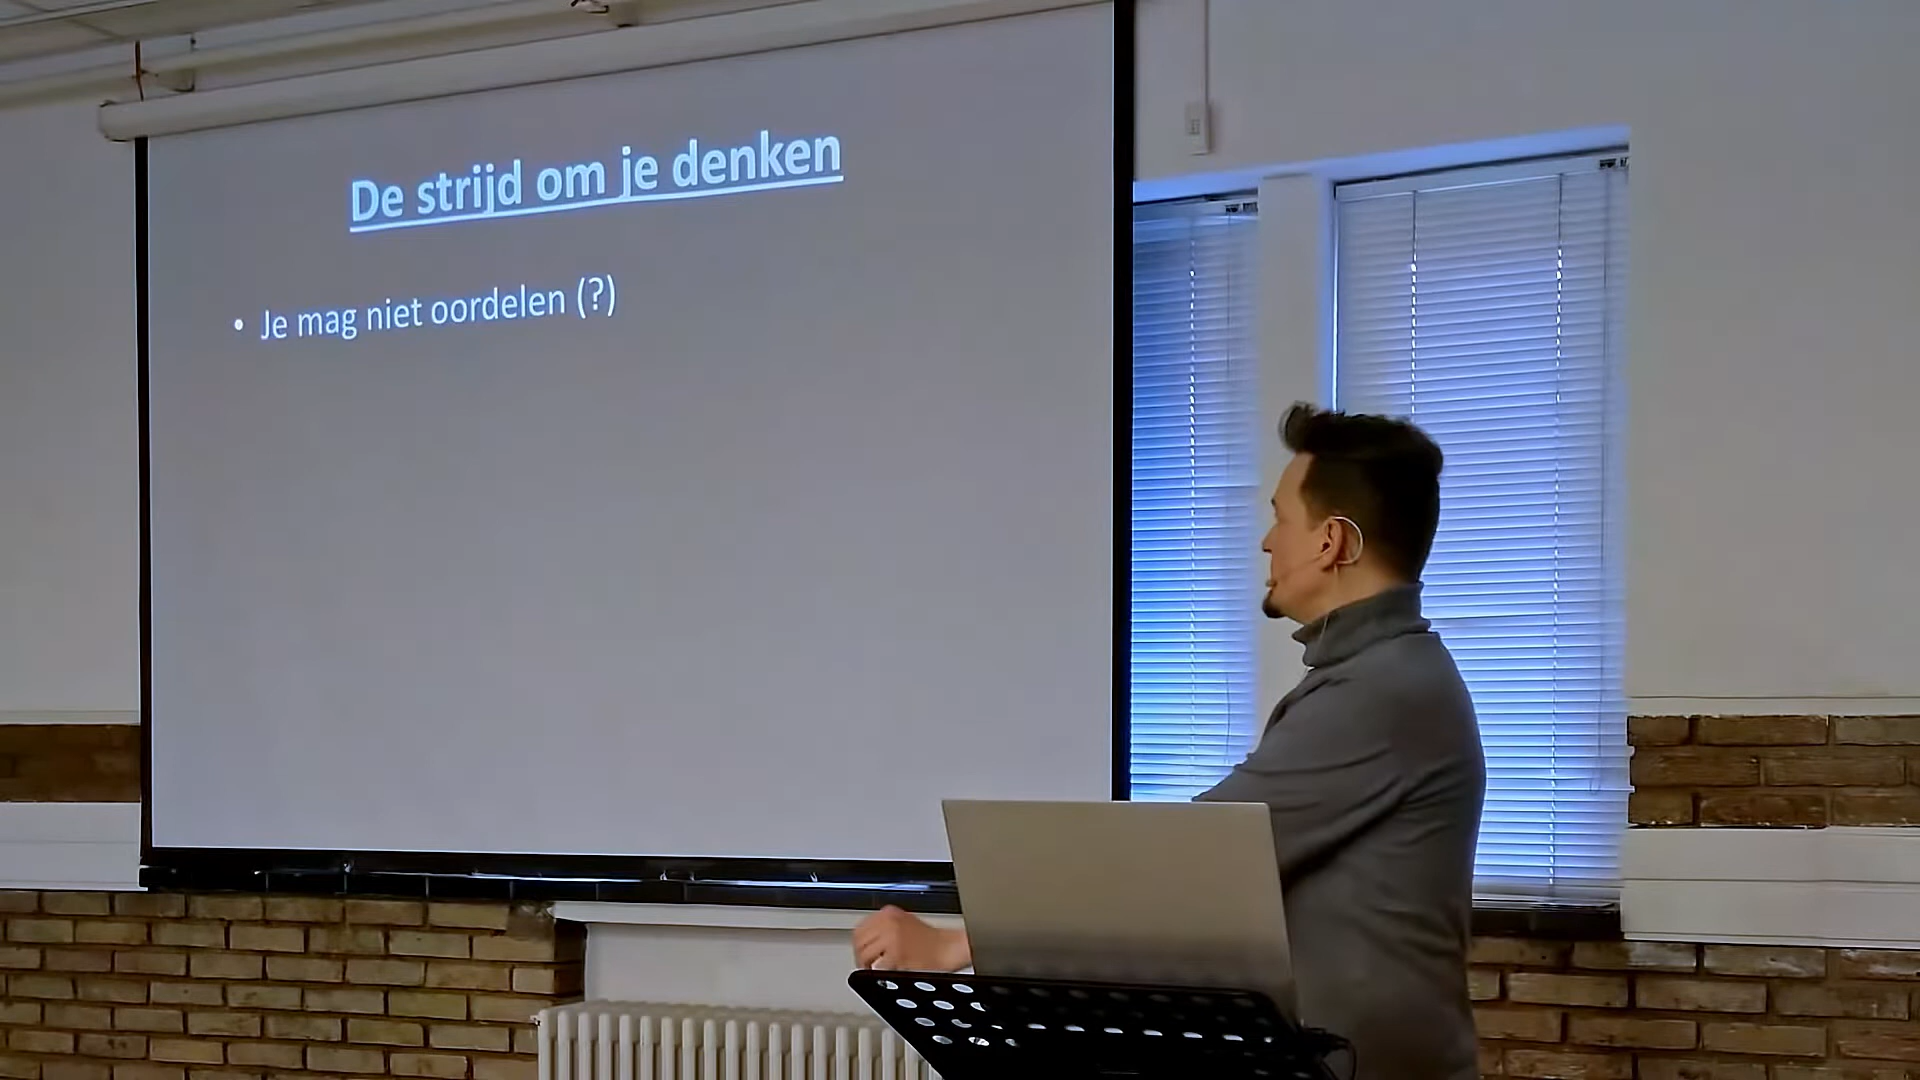 De strijd om je denken
• Je mag niet oordelen (?)